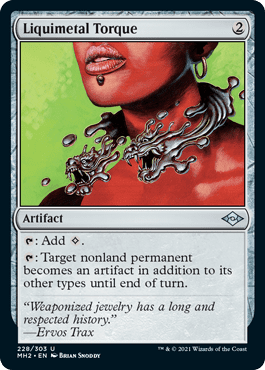 Liquimetal Torque 2
Artifact
: Add .
: Target nonland permanent
becomes an artifact in addition to its
other types until end of turn.
“Weaponized jewelry has a long and
respected history.”
—Ervos Trax
228/303 U
MH2 • EN Brian Snoddy
™ & © 2021 Wizards of the Coast